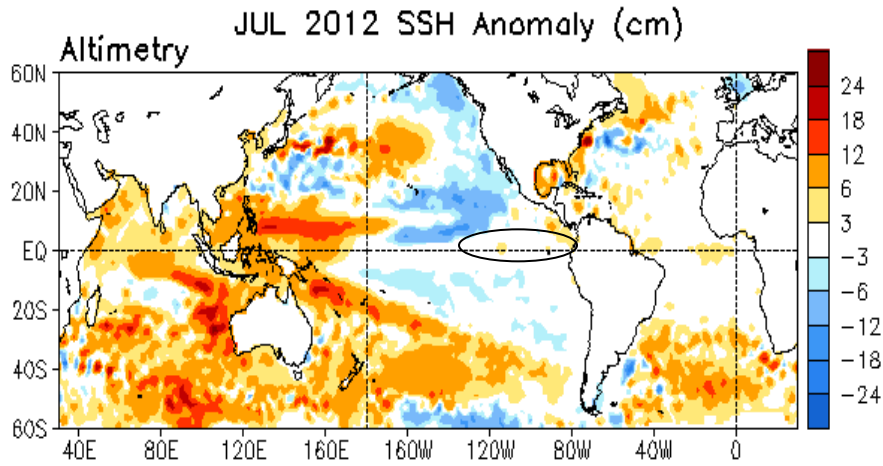 JUL 2012 SSH Anomaly (cm)
Altimetry
60N
40N
20N
EQ
20S
40S
60S
40E 80E 120E 160E 160W 120W 80W 40W 0
24
18
12
6
3
-3
-6
-12
-18
-24